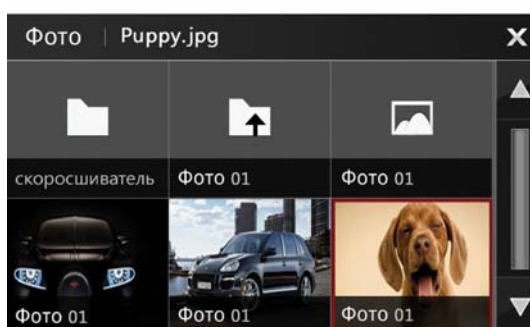 Фото | Puppy.jpg X
скоросшиватель Фото 01 Фото 01
Фото 01 Фото 01 Фото 01